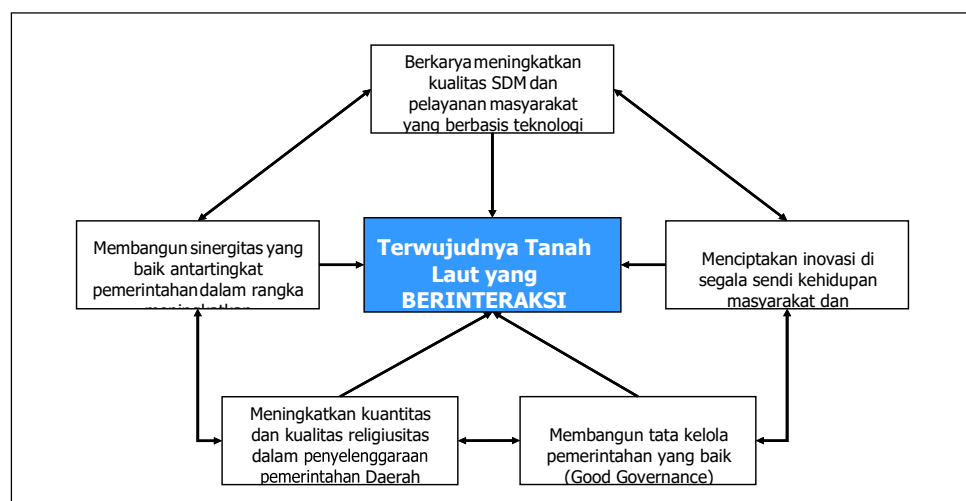 Berkarya meningkatkan
kualitas SDM dan
pelayanan masyarakat
yang berbasis teknologi
Membangun sinergitas yang
baik antartingkat
pemerintahan dalam rangka
meningkatkan
Terwujudnya Tanah
Laut yang
BERINTERAKSI
Menciptakan inovasi di
segala sendi kehidupan
masyarakat dan
Meningkatkan kuantitas
dan kualitas religiusitas
dalam penyelenggaraan
pemerintahan Daerah
Membangun tata kelola
pemerintahan yang baik
(Good Governance)